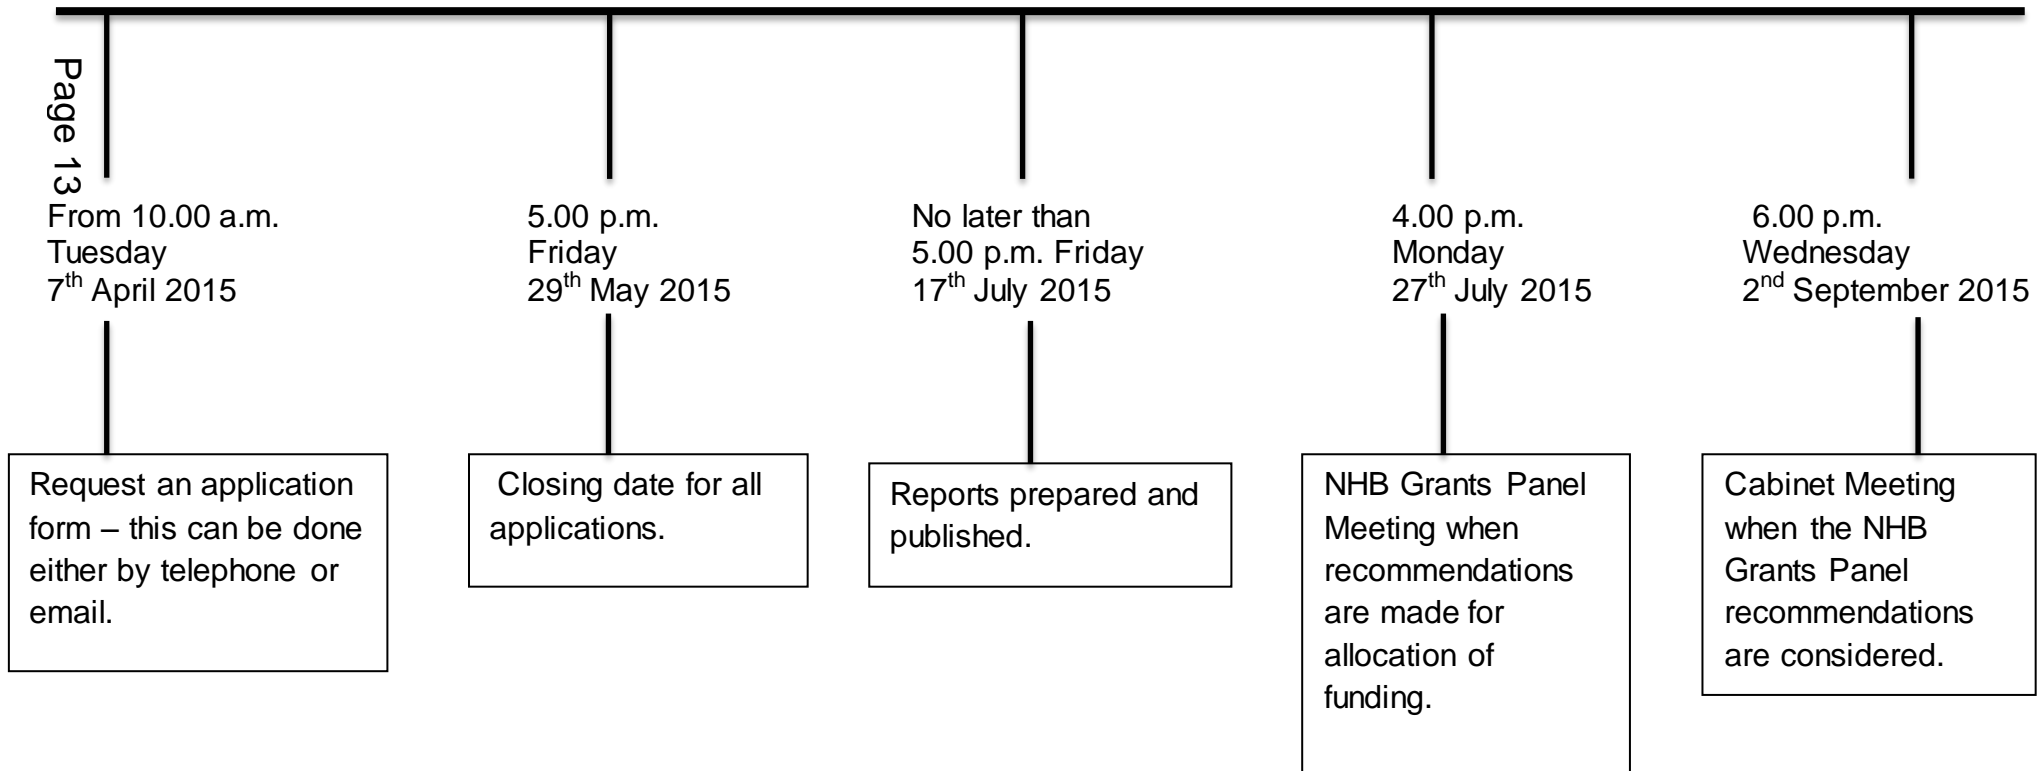 Page 13
From 10.00 a.m.
Tuesday
7th April 2015
5.00 p.m.
Friday
29th May 2015
No later than
5.00 p.m. Friday
17th July 2015
4.00 p.m.
Monday
27th July 2015
6.00 p.m.
Wednesday
2nd September 2015
Request an application
form – this can be done
either by telephone or
email.
Closing date for all
applications.
Reports prepared and
published.
NHB Grants Panel
Meeting when
recommendations
are made for
allocation of
funding.
Cabinet Meeting
when the NHB
Grants Panel
recommendations
are considered.